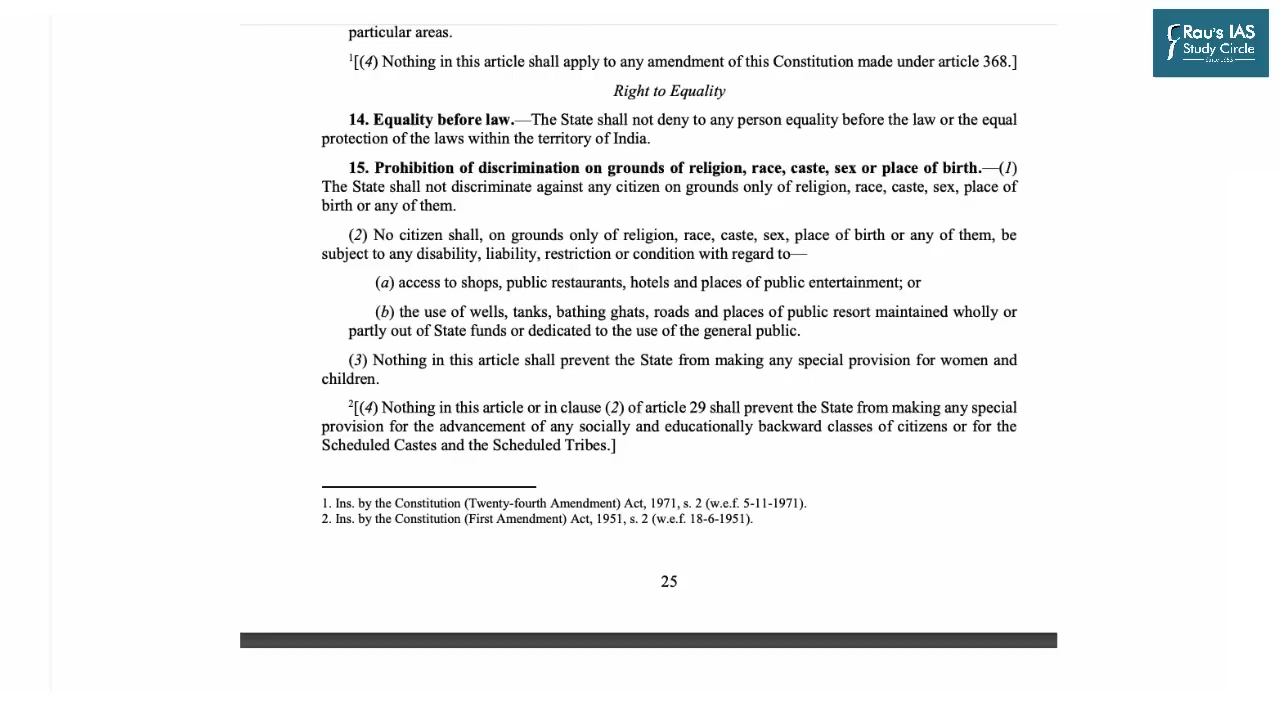 Rau's IAS
Study Circle
particular areas.
¹[(4) Nothing in this article shall apply to any amendment of this Constitution made under article 368.]
Right to Equality
14. Equality before law.—The State shall not deny to any person equality before the law or the equal
protection of the laws within the territory of India.
15. Prohibition of discrimination on grounds of religion, race, caste, sex or place of birth.—(1)
The State shall not discriminate against any citizen on grounds only of religion, race, caste, sex, place of
birth or any of them.
(2) No citizen shall, on grounds only of religion, race, caste, sex, place of birth or any of them, be
subject to any disability, liability, restriction or condition with regard to—
(a) access to shops, public restaurants, hotels and places of public entertainment; or
(b) the use of wells, tanks, bathing ghats, roads and places of public resort maintained wholly or
partly out of State funds or dedicated to the use of the general public.
(3) Nothing in this article shall prevent the State from making any special provision for women and
children.
²[(4) Nothing in this article or in clause (2) of article 29 shall prevent the State from making any special
provision for the advancement of any socially and educationally backward classes of citizens or for the
Scheduled Castes and the Scheduled Tribes.]
1. Ins. by the Constitution (Twenty-fourth Amendment) Act, 1971, s. 2 (w.e.f. 5-11-1971).
2. Ins. by the Constitution (First Amendment) Act, 1951, s. 2 (w.e.f. 18-6-1951).
25